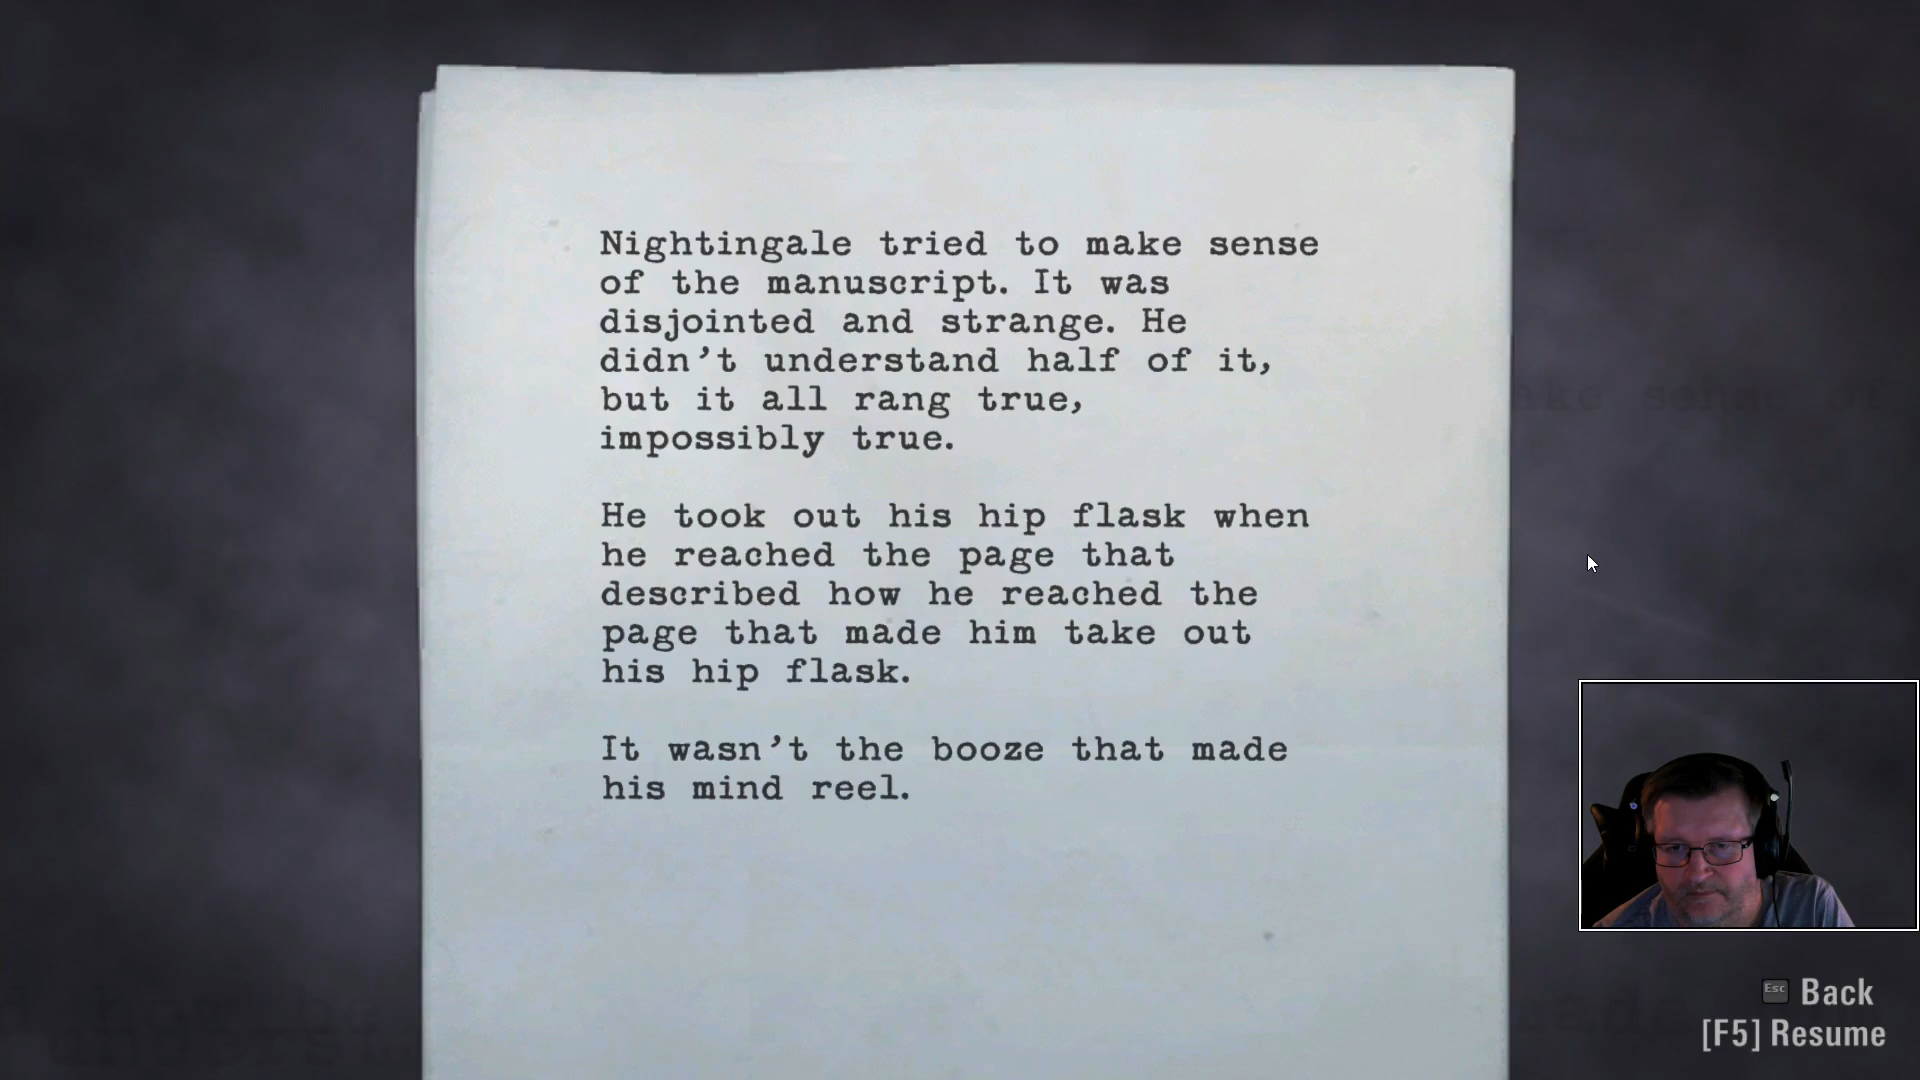 Nightingale tried to make sense
of the manuscript. It was
disjointed and strange. He
didn't understand half of it,
but it all rang true,
impossibly true.
He took out his hip flask when
he reached the page that
described how he reached the
page that made him take out
his hip flask.
It wasn't the booze that made
his mind reel.
Esc Back
[F5] Resume